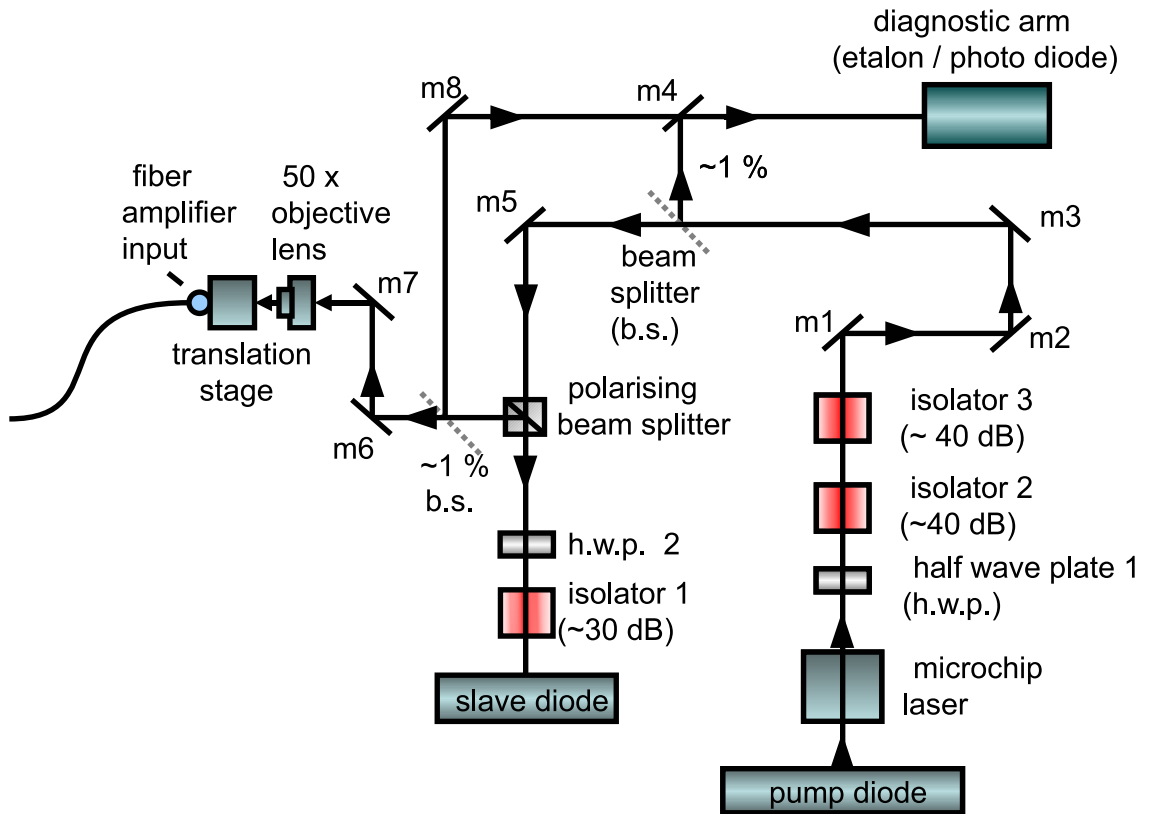 diagnostic arm
(etalon / photo diode)
m8
m4
~1 %
fiber
amplifier
input
50 x
objective
lens
m5
m3
beam
splitter
(b.s.)
m7
m1
m2
translation
stage
polarising
beam splitter
m6
~1 %
b.s.
isolator 3
(~ 40 dB)
isolator 2
(~40 dB)
h.w.p. 2
half wave plate 1
(h.w.p.)
isolator 1
(~30 dB)
microchip
laser
slave diode
pump diode